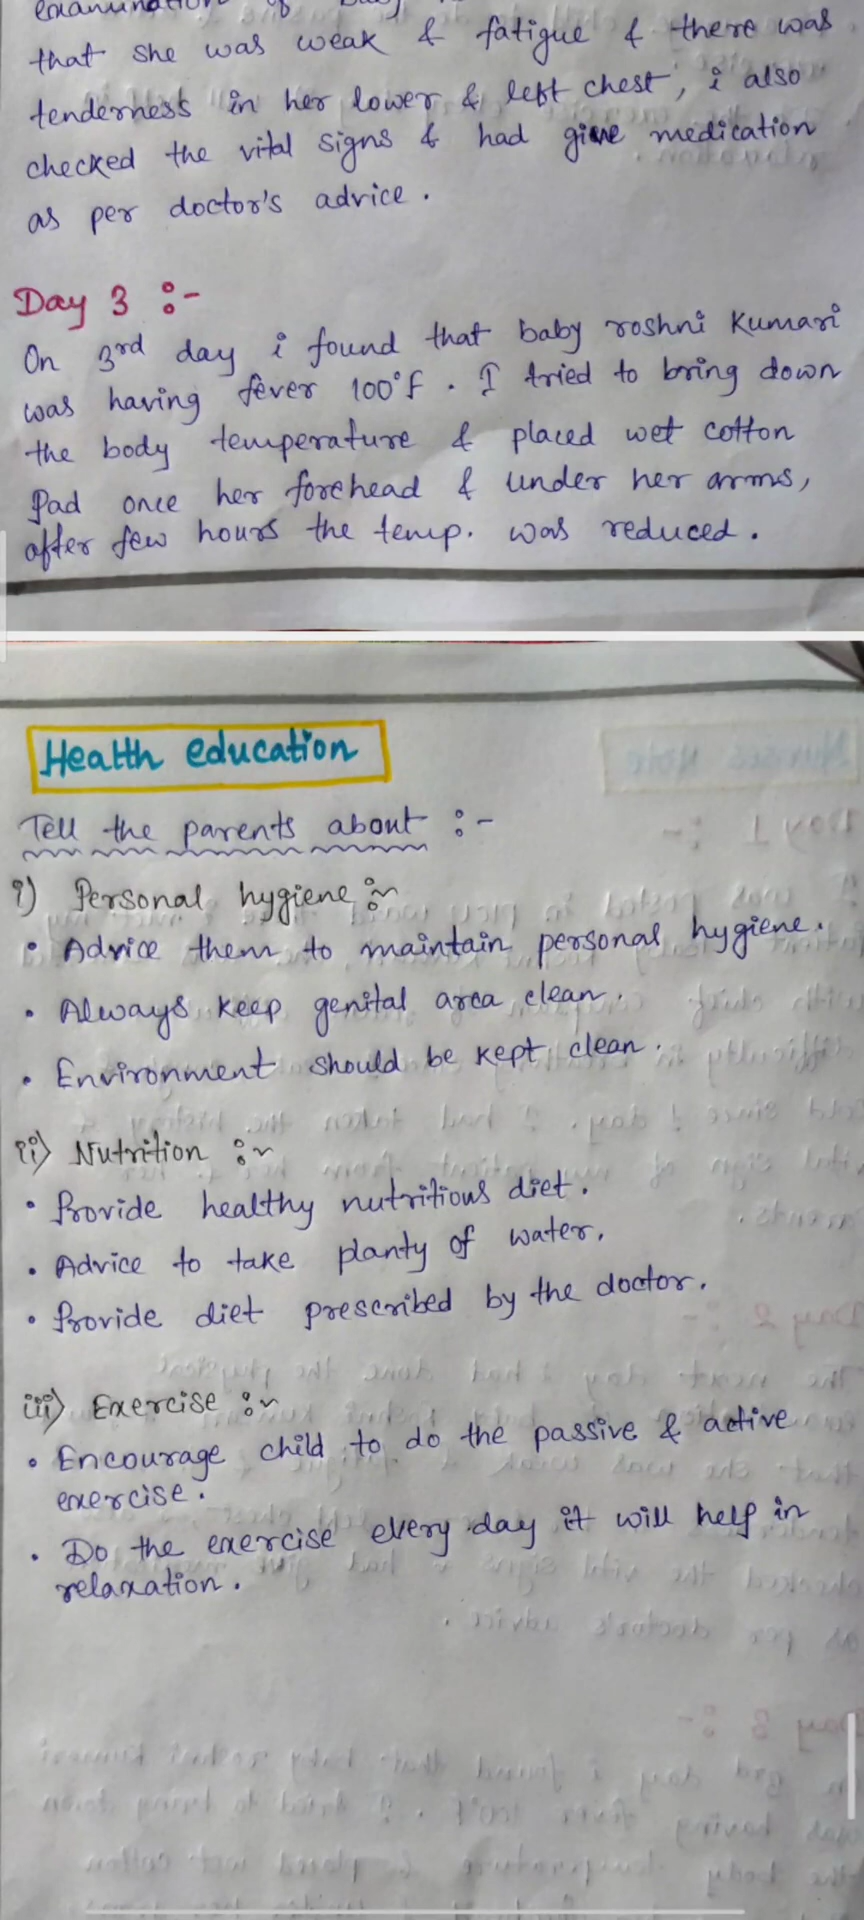 examination of baby
that she was weak & fatigue & there was
tenderness in her lower & left chest, i also
checked the vital signs & had give medication
as per doctor's advice.
Day 3 :-
On 3rd day i found that baby roshni Kumari
was having fever 100°f. I tried to bring down
the body temperature & placed wet cotton
Pad once her forehead & under her arms,
after few hours the temp. was reduced.
Health education
Tell the parents about :-
i) Personal hygiene :~
• Advice them to maintain personal hygiene.
• Always keep genital area clean.
• Environment should be kept clean.
ii) Nutrition :~
• Provide healthy nutritious diet.
• Advice to take planty of water.
• Provide diet prescribed by the doctor.
iii) Exercise :~
• Encourage child to do the passive & active
exercise.
• Do the exercise every day it will help in
relaxation.